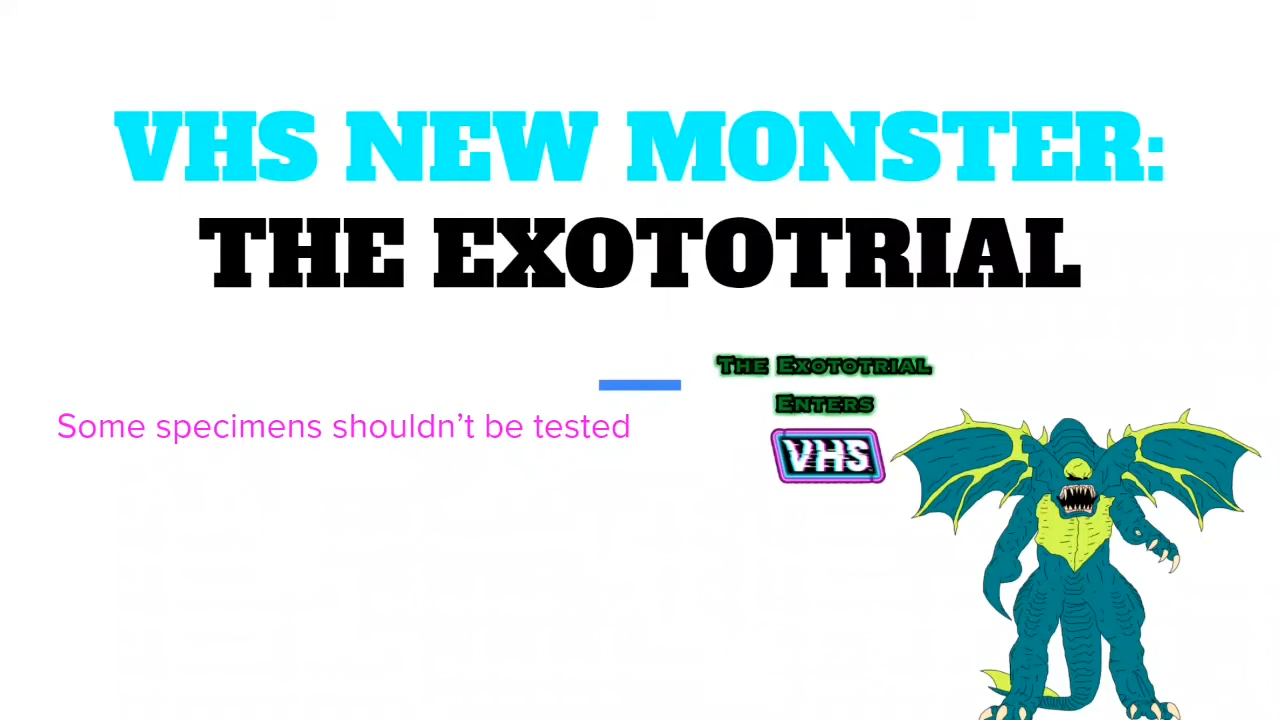 VHS NEW MONSTER:
THE EXOTOTRIAL
The Exototrial
Enters
VHS
Some specimens shouldn’t be tested